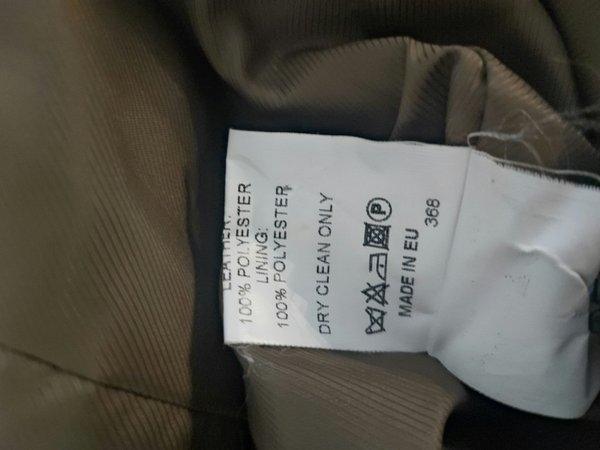 LEATHER:
100% POLYESTER
LINING:
100% POLYESTER
DRY CLEAN ONLY
P
MADE IN EU
368